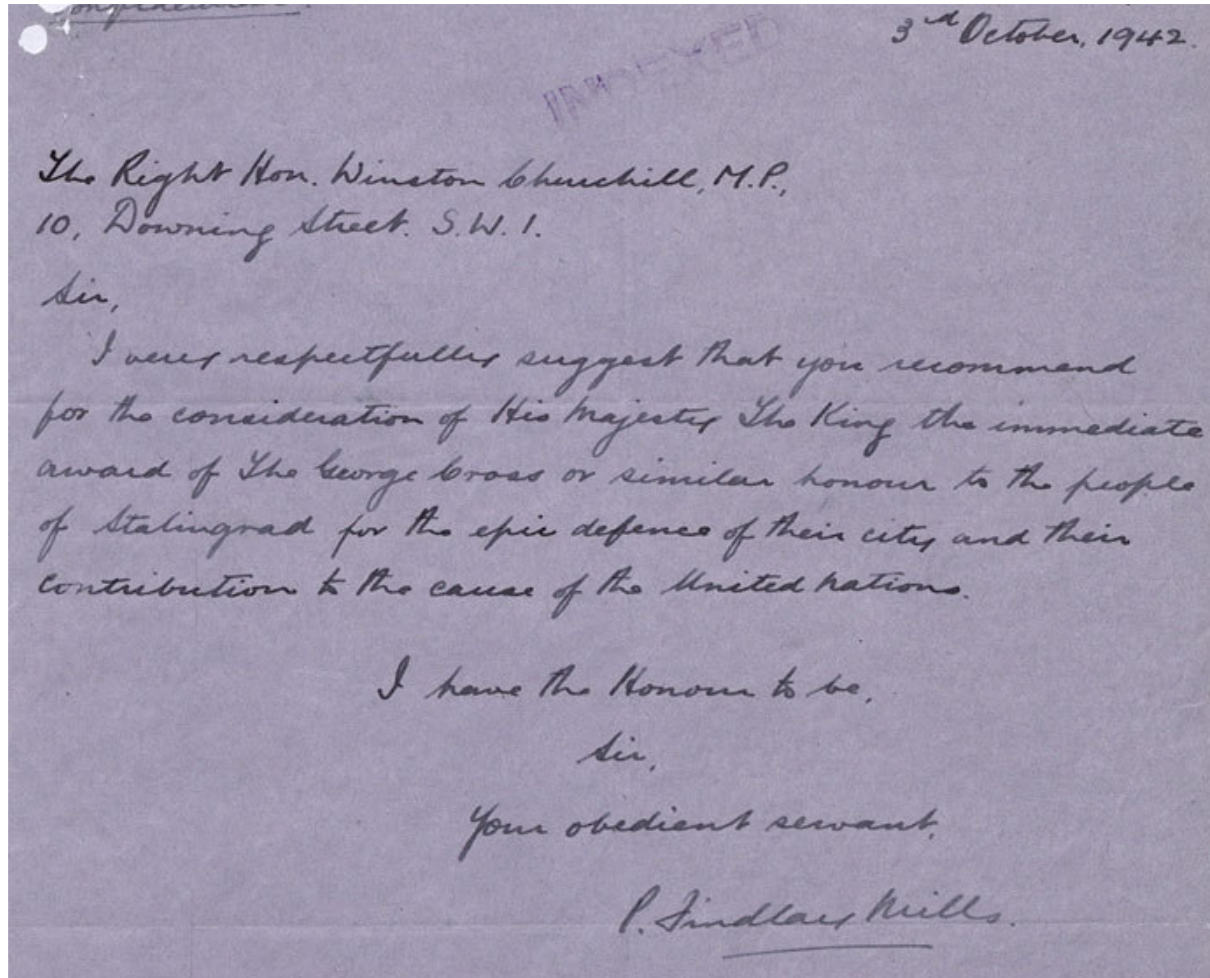 Confidential.
3rd October, 1942.
INDEXED
The Right Hon. Winston Churchill, M.P.,
10, Downing Street. S.W.1.
Sir,
I very respectfully suggest that you recommend
for the consideration of His Majesty The King the immediate
award of The George Cross or similar honour to the people
of Stalingrad for the epic defence of their city and their
contribution to the cause of the United Nations.
I have the Honour to be,
Sir,
Your obedient servant,
P. Findlay Mills.